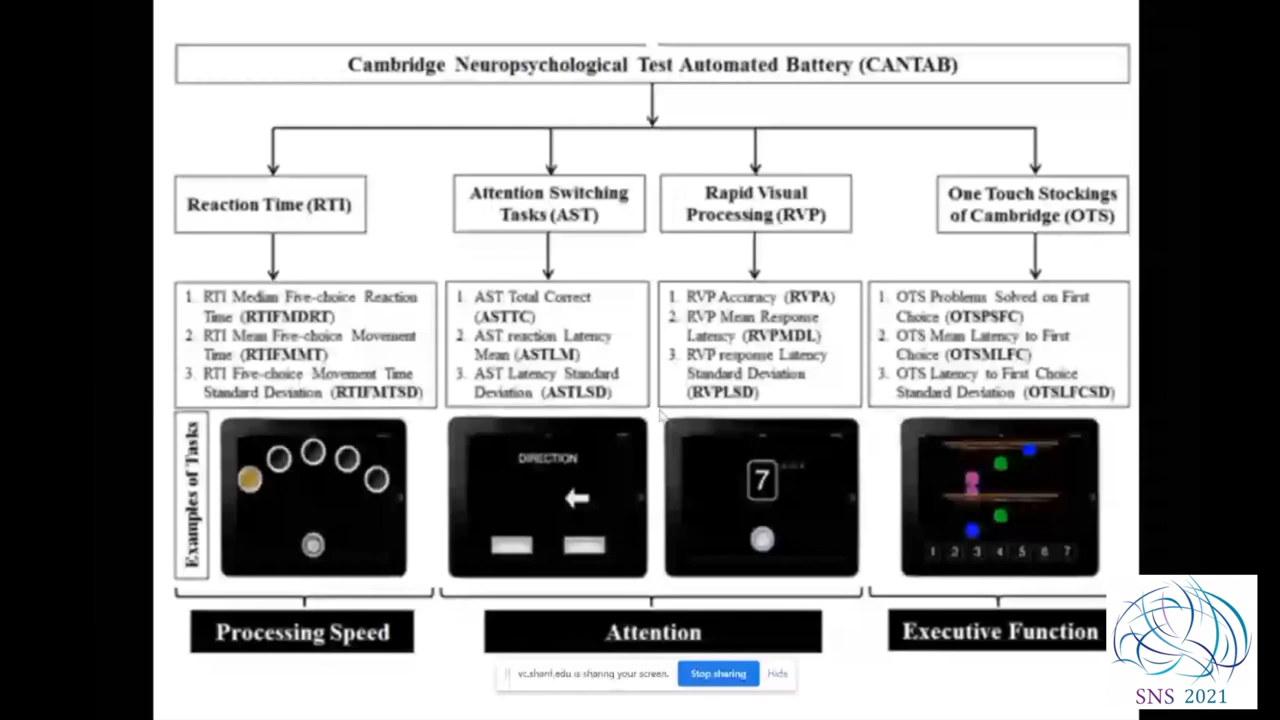 Cambridge Neuropsychological Test Automated Battery (CANTAB)
Reaction Time (RTI)
Attention Switching
Tasks (AST)
Rapid Visual
Processing (RVP)
One Touch Stockings
of Cambridge (OTS)
1. RTI Median Five-choice Reaction
Time (RTIFMDRT)
2. RTI Mean Five-choice Movement
Time (RTIFMMT)
3. RTI Five-choice Movement Time
Standard Deviation (RTIFMTSD)
1. AST Total Correct
(ASTTC)
2. AST reaction Latency
Mean (ASTLM)
3. AST Latency Standard
Deviation (ASTLSD)
1. RVP Accuracy (RVPA)
2. RVP Mean Response
Latency (RVPMDL)
3. RVP response Latency
Standard Deviation
(RVPLSD)
1. OTS Problems Solved on First
Choice (OTSPSFC)
2. OTS Mean Latency to First
Choice (OTSMLFC)
3. OTS Latency to First Choice
Standard Deviation (OTSLFCSD)
Examples of Tasks
DIRECTION
7
1 2 3 4 5 6 7
Processing Speed
Attention
Executive Function
vc.sharif.edu is sharing your screen.
Stop sharing
Hide
SNS 2021